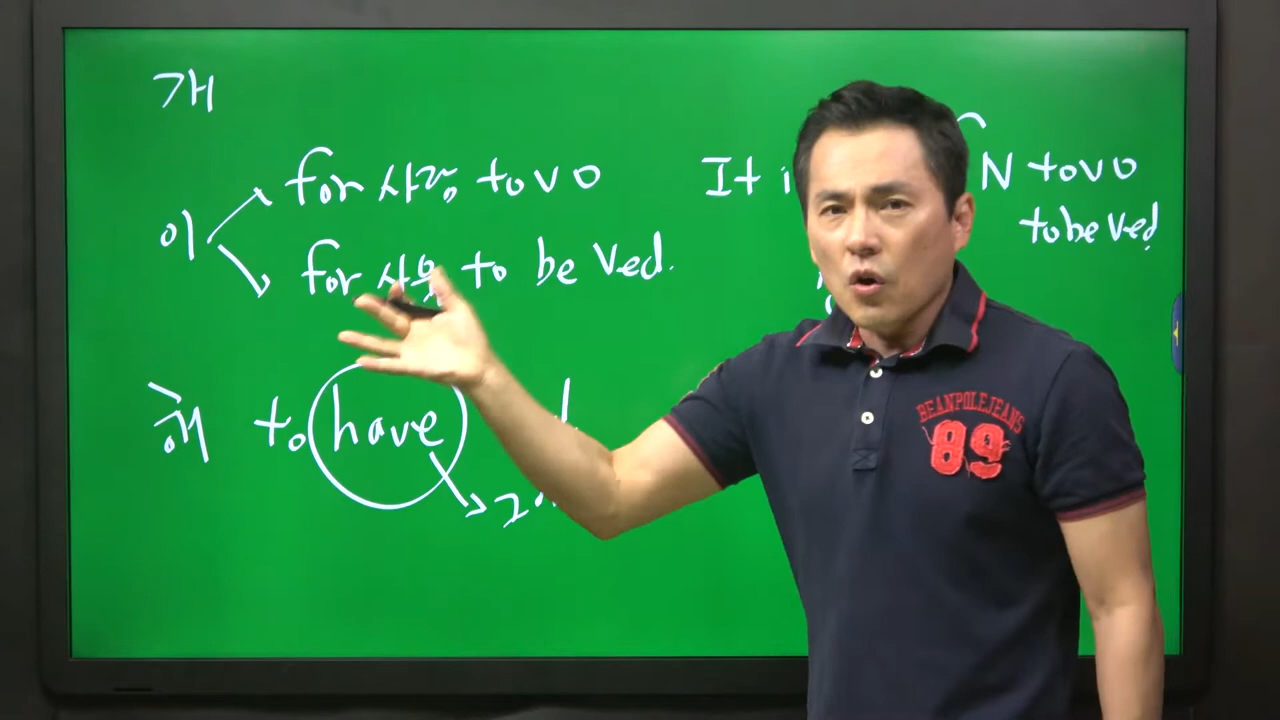 개
for 사람 to v o
이
for 사물 to be Ved.
해 to have
It N to v o
to be Ved
BEANPOLEJEANS
89